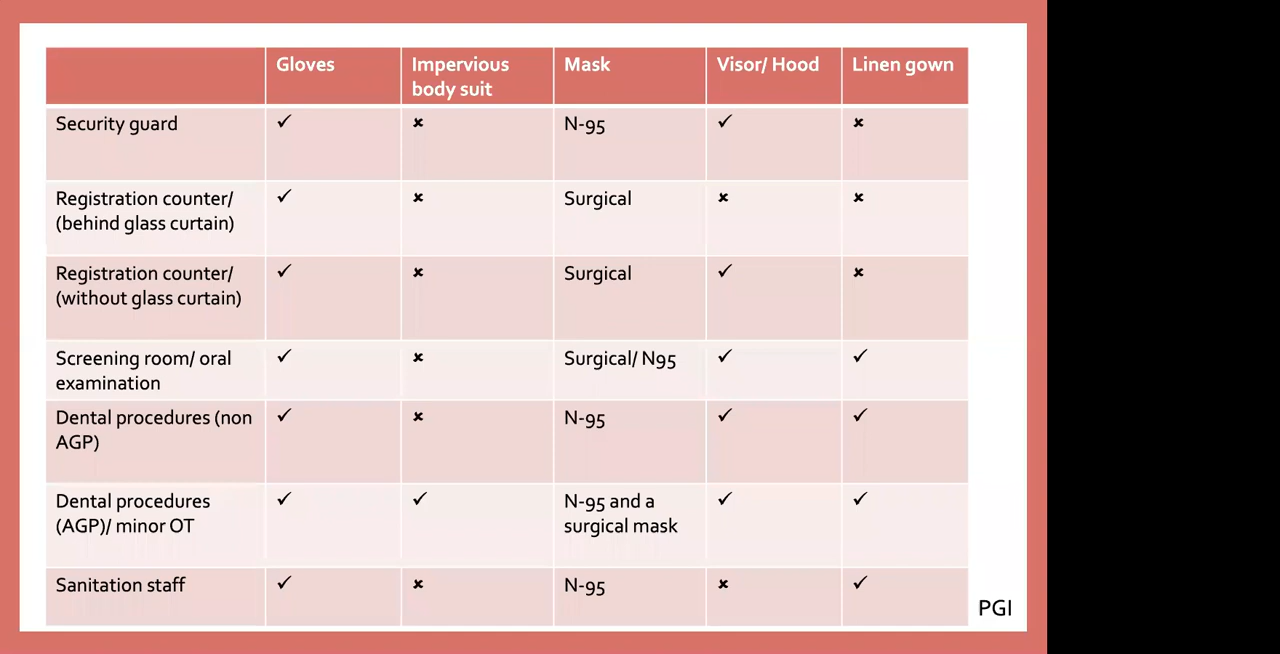 Gloves Impervious body suit Mask Visor/ Hood Linen gown
Security guard ✓ × N-95 ✓ ×
Registration counter/ (behind glass curtain) ✓ × Surgical × ×
Registration counter/ (without glass curtain) ✓ × Surgical ✓ ×
Screening room/ oral examination ✓ × Surgical/ N95 ✓ ✓
Dental procedures (non AGP) ✓ × N-95 ✓ ✓
Dental procedures (AGP)/ minor OT ✓ ✓ N-95 and a surgical mask ✓ ✓
Sanitation staff ✓ × N-95 × ✓
PGI